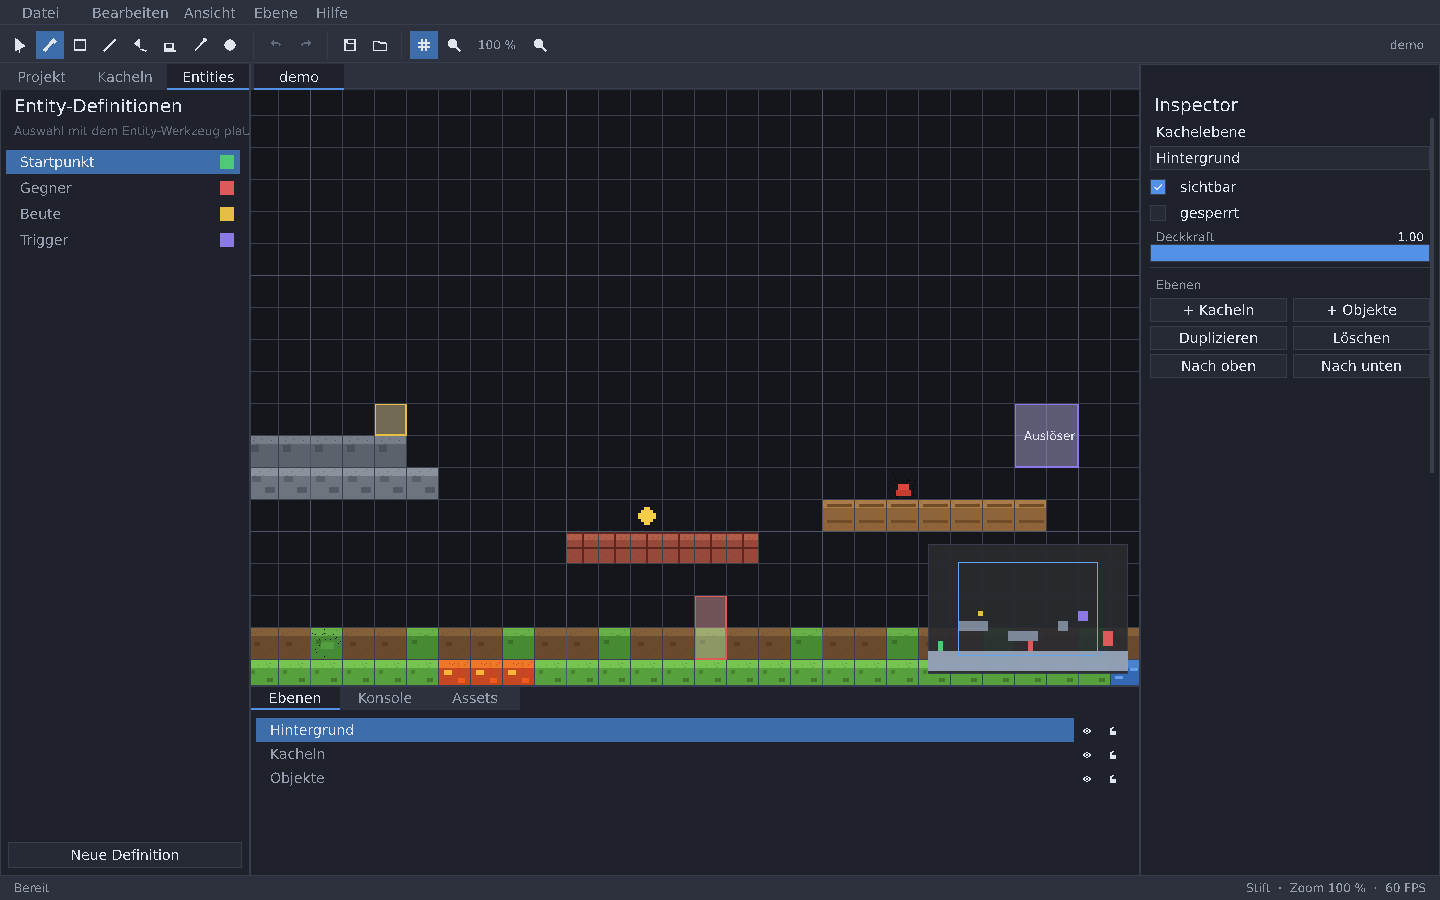 Datei Bearbeiten Ansicht Ebene Hilfe
100 % demo
Projekt Kacheln Entities demo
Entity-Definitionen
Auswahl mit dem Entity-Werkzeug
Startpunkt
Gegner
Beute
Trigger
Neue Definition
Auslöser
Inspector
Kachelebene
Hintergrund
sichtbar
gesperrt
Deckkraft 1.00
Ebenen
+ Kacheln + Objekte
Duplizieren Löschen
Nach oben Nach unten
Ebenen Konsole Assets
Hintergrund
Kacheln
Objekte
Bereit Stift · Zoom 100 % · 60 FPS